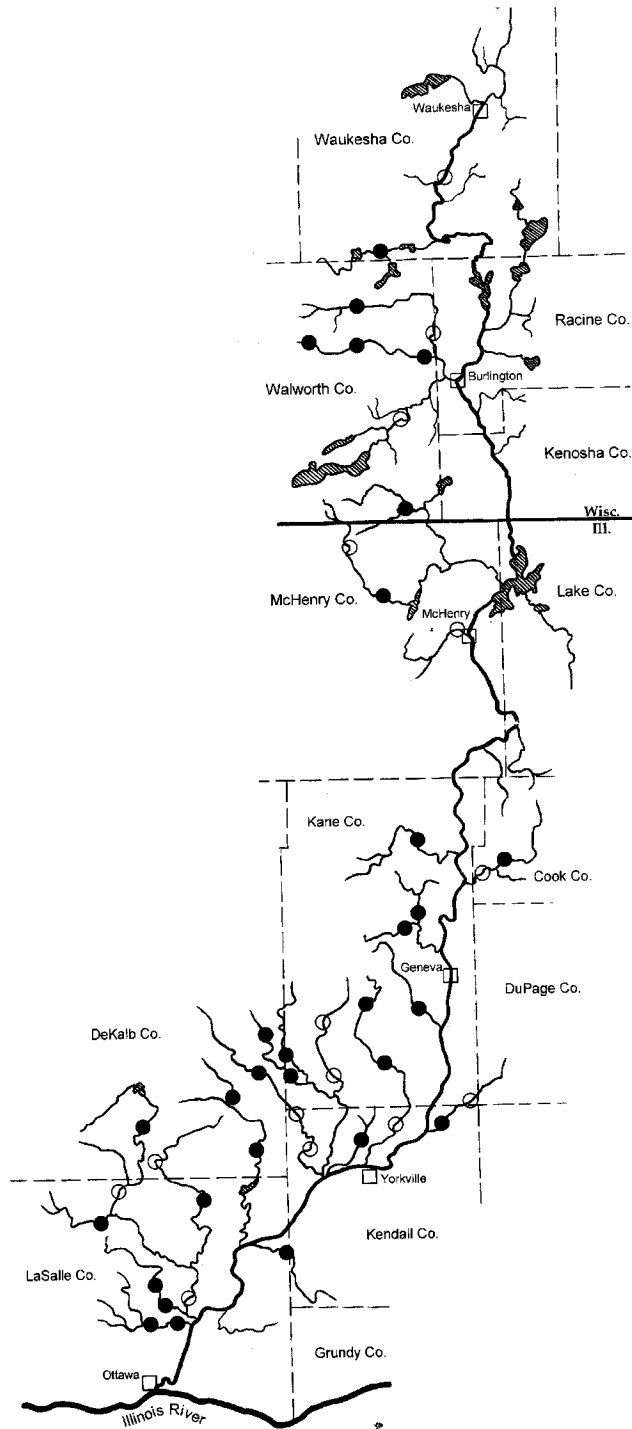 Waukesha
Waukesha Co.
Racine Co.
Burlington
Walworth Co.
Kenosha Co.
Wisc.
Ill.
McHenry Co.
Lake Co.
McHenry
Kane Co.
Cook Co.
Geneva
DuPage Co.
DeKalb Co.
Yorkville
Kendall Co.
LaSalle Co.
Grundy Co.
Ottawa
Illinois River